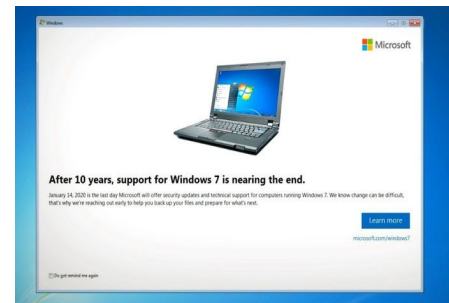 Windows
Microsoft
After 10 years, support for Windows 7 is nearing the end.
January 14, 2020 is the last day Microsoft will offer security updates and technical support for computers running Windows 7. We know change can be difficult,
that's why we're reaching out early to help you back up your files and prepare for what's next.
Learn more
microsoft.com/windows7
Do not remind me again